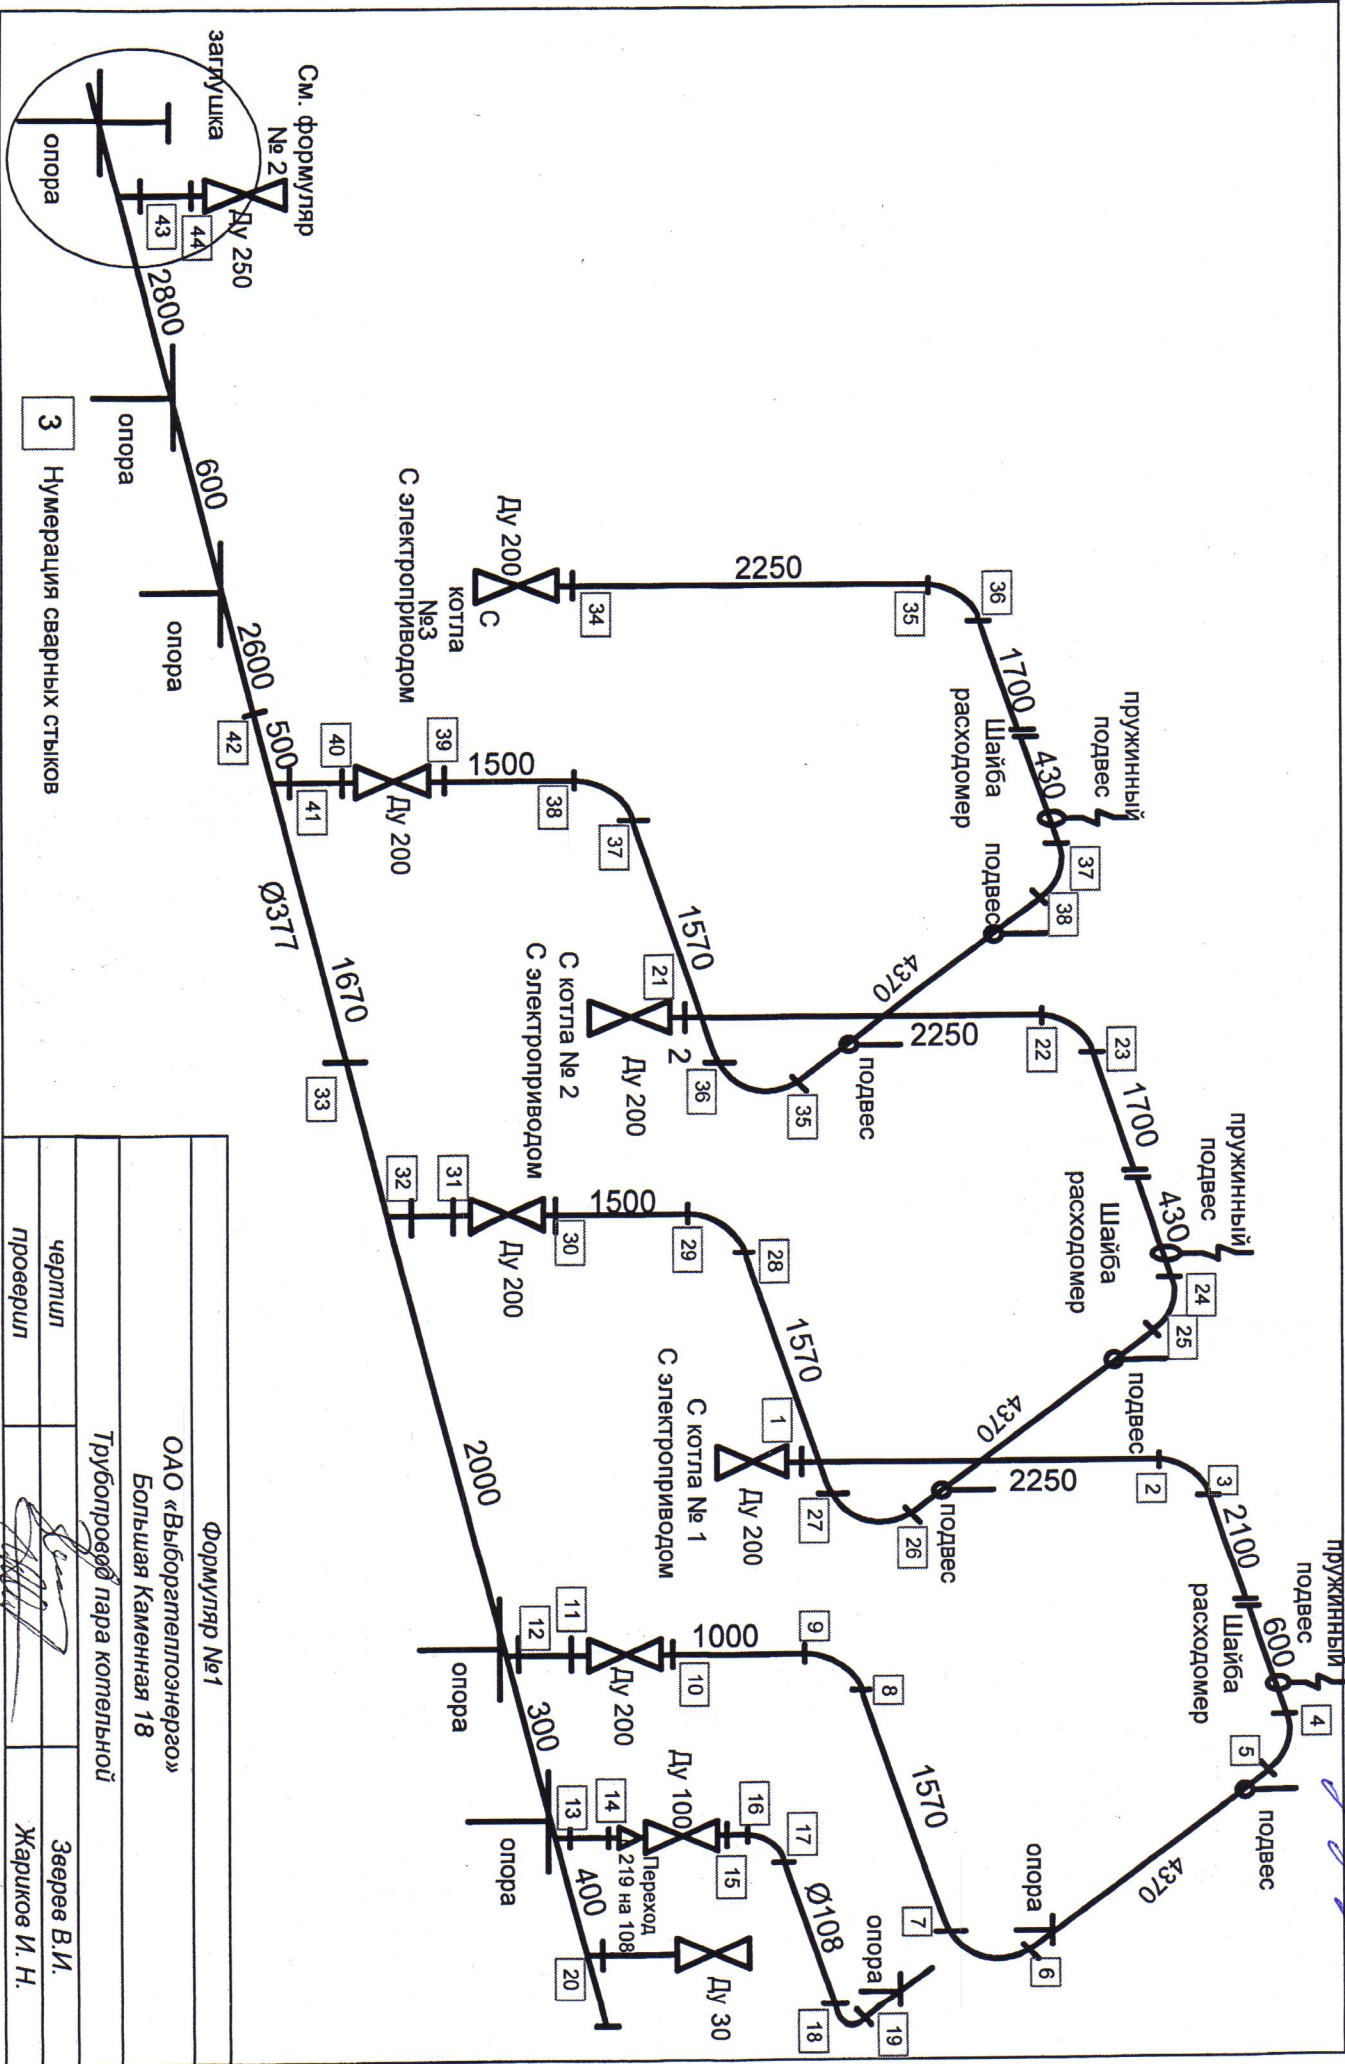 См. формуляр
№ 2
заглушка
опора
Ду 250
43
44
2800
опора
600
опора
2600
42
500
41
40
39
Ду 200
1500
38
37
1570
36
35
Ø377
1670
33
3 Нумерация сварных стыков
Ду 200
С
котла
№3
С электроприводом
34
2250
35
36
1700
Шайба
расходомер
430
пружинный
подвес
37
38
подвес
4370
подвес
С котла № 2
С электроприводом
Ду 200
21
2
2250
22
23
1700
Шайба
расходомер
430
пружинный
подвес
24
25
подвес
4370
подвес
26
27
1570
28
29
1500
30
Ду 200
31
32
С котла № 1
С электроприводом
Ду 200
1
2250
2
3
2100
Шайба
расходомер
600
пружинный
подвес
4
5
подвес
4370
опора
6
7
1570
8
9
1000
10
Ду 200
11
12
2000
опора
300
опора
13
14
Переход
219 на 108
Ду 100
15
16
17
Ø108
18
19
опора
400
20
Ду 30
Формуляр №1
ОАО «Выборгтеплоэнерго»
Большая Каменная 18
Трубопровод пара котельной
чертил Зверев В.И.
проверил Жариков И. Н.